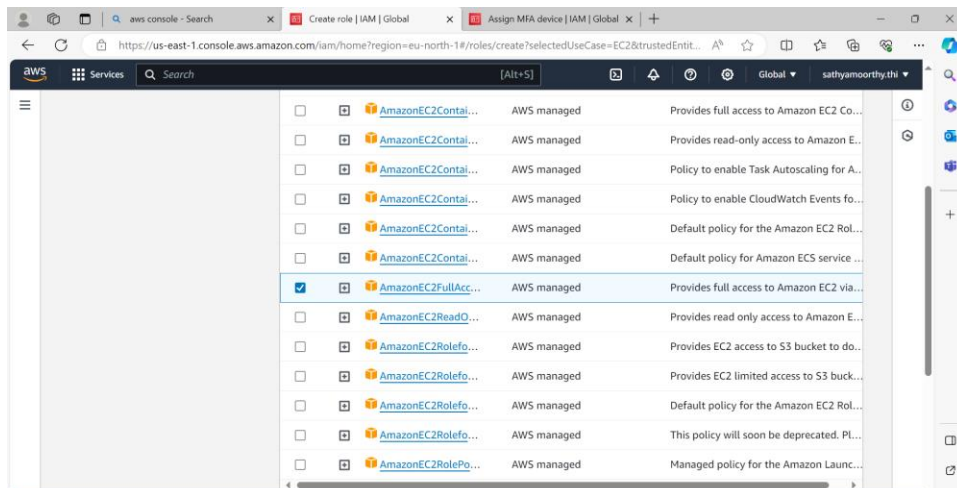 aws console - Search
Create role | IAM | Global
Assign MFA device | IAM | Global
https://us-east-1.console.aws.amazon.com/iam/home?region=eu-north-1#/roles/create?selectedUseCase=EC2&trustedEntit...
aws Services Search [Alt+S] Global sathyamoorthy.thi
AmazonEC2Contai... AWS managed Provides full access to Amazon EC2 Co...
AmazonEC2Contai... AWS managed Provides read-only access to Amazon E...
AmazonEC2Contai... AWS managed Policy to enable Task Autoscaling for A...
AmazonEC2Contai... AWS managed Policy to enable CloudWatch Events fo...
AmazonEC2Contai... AWS managed Default policy for the Amazon EC2 Rol...
AmazonEC2Contai... AWS managed Default policy for Amazon ECS service ...
AmazonEC2FullAcc... AWS managed Provides full access to Amazon EC2 via...
AmazonEC2ReadO... AWS managed Provides read only access to Amazon E...
AmazonEC2Rolefo... AWS managed Provides EC2 access to S3 bucket to do...
AmazonEC2Rolefo... AWS managed Provides EC2 limited access to S3 buck...
AmazonEC2Rolefo... AWS managed Default policy for the Amazon EC2 Rol...
AmazonEC2Rolefo... AWS managed This policy will soon be deprecated. Pl...
AmazonEC2RolePo... AWS managed Managed policy for the Amazon Launc...